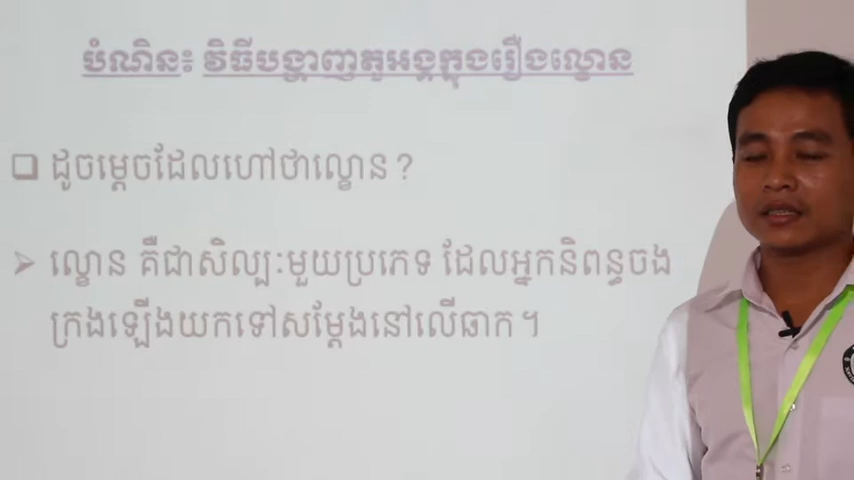 បំណិន៖ វិធីបង្ហាញតួអង្គក្នុងរឿងល្ខោន
ដូចម្ដេចដែលហៅថាល្ខោន ?
ល្ខោន គឺជាសិល្បៈមួយប្រភេទ ដែលអ្នកនិពន្ធចង
ក្រងឡើងយកទៅសម្ដែងនៅលើឆាក ។